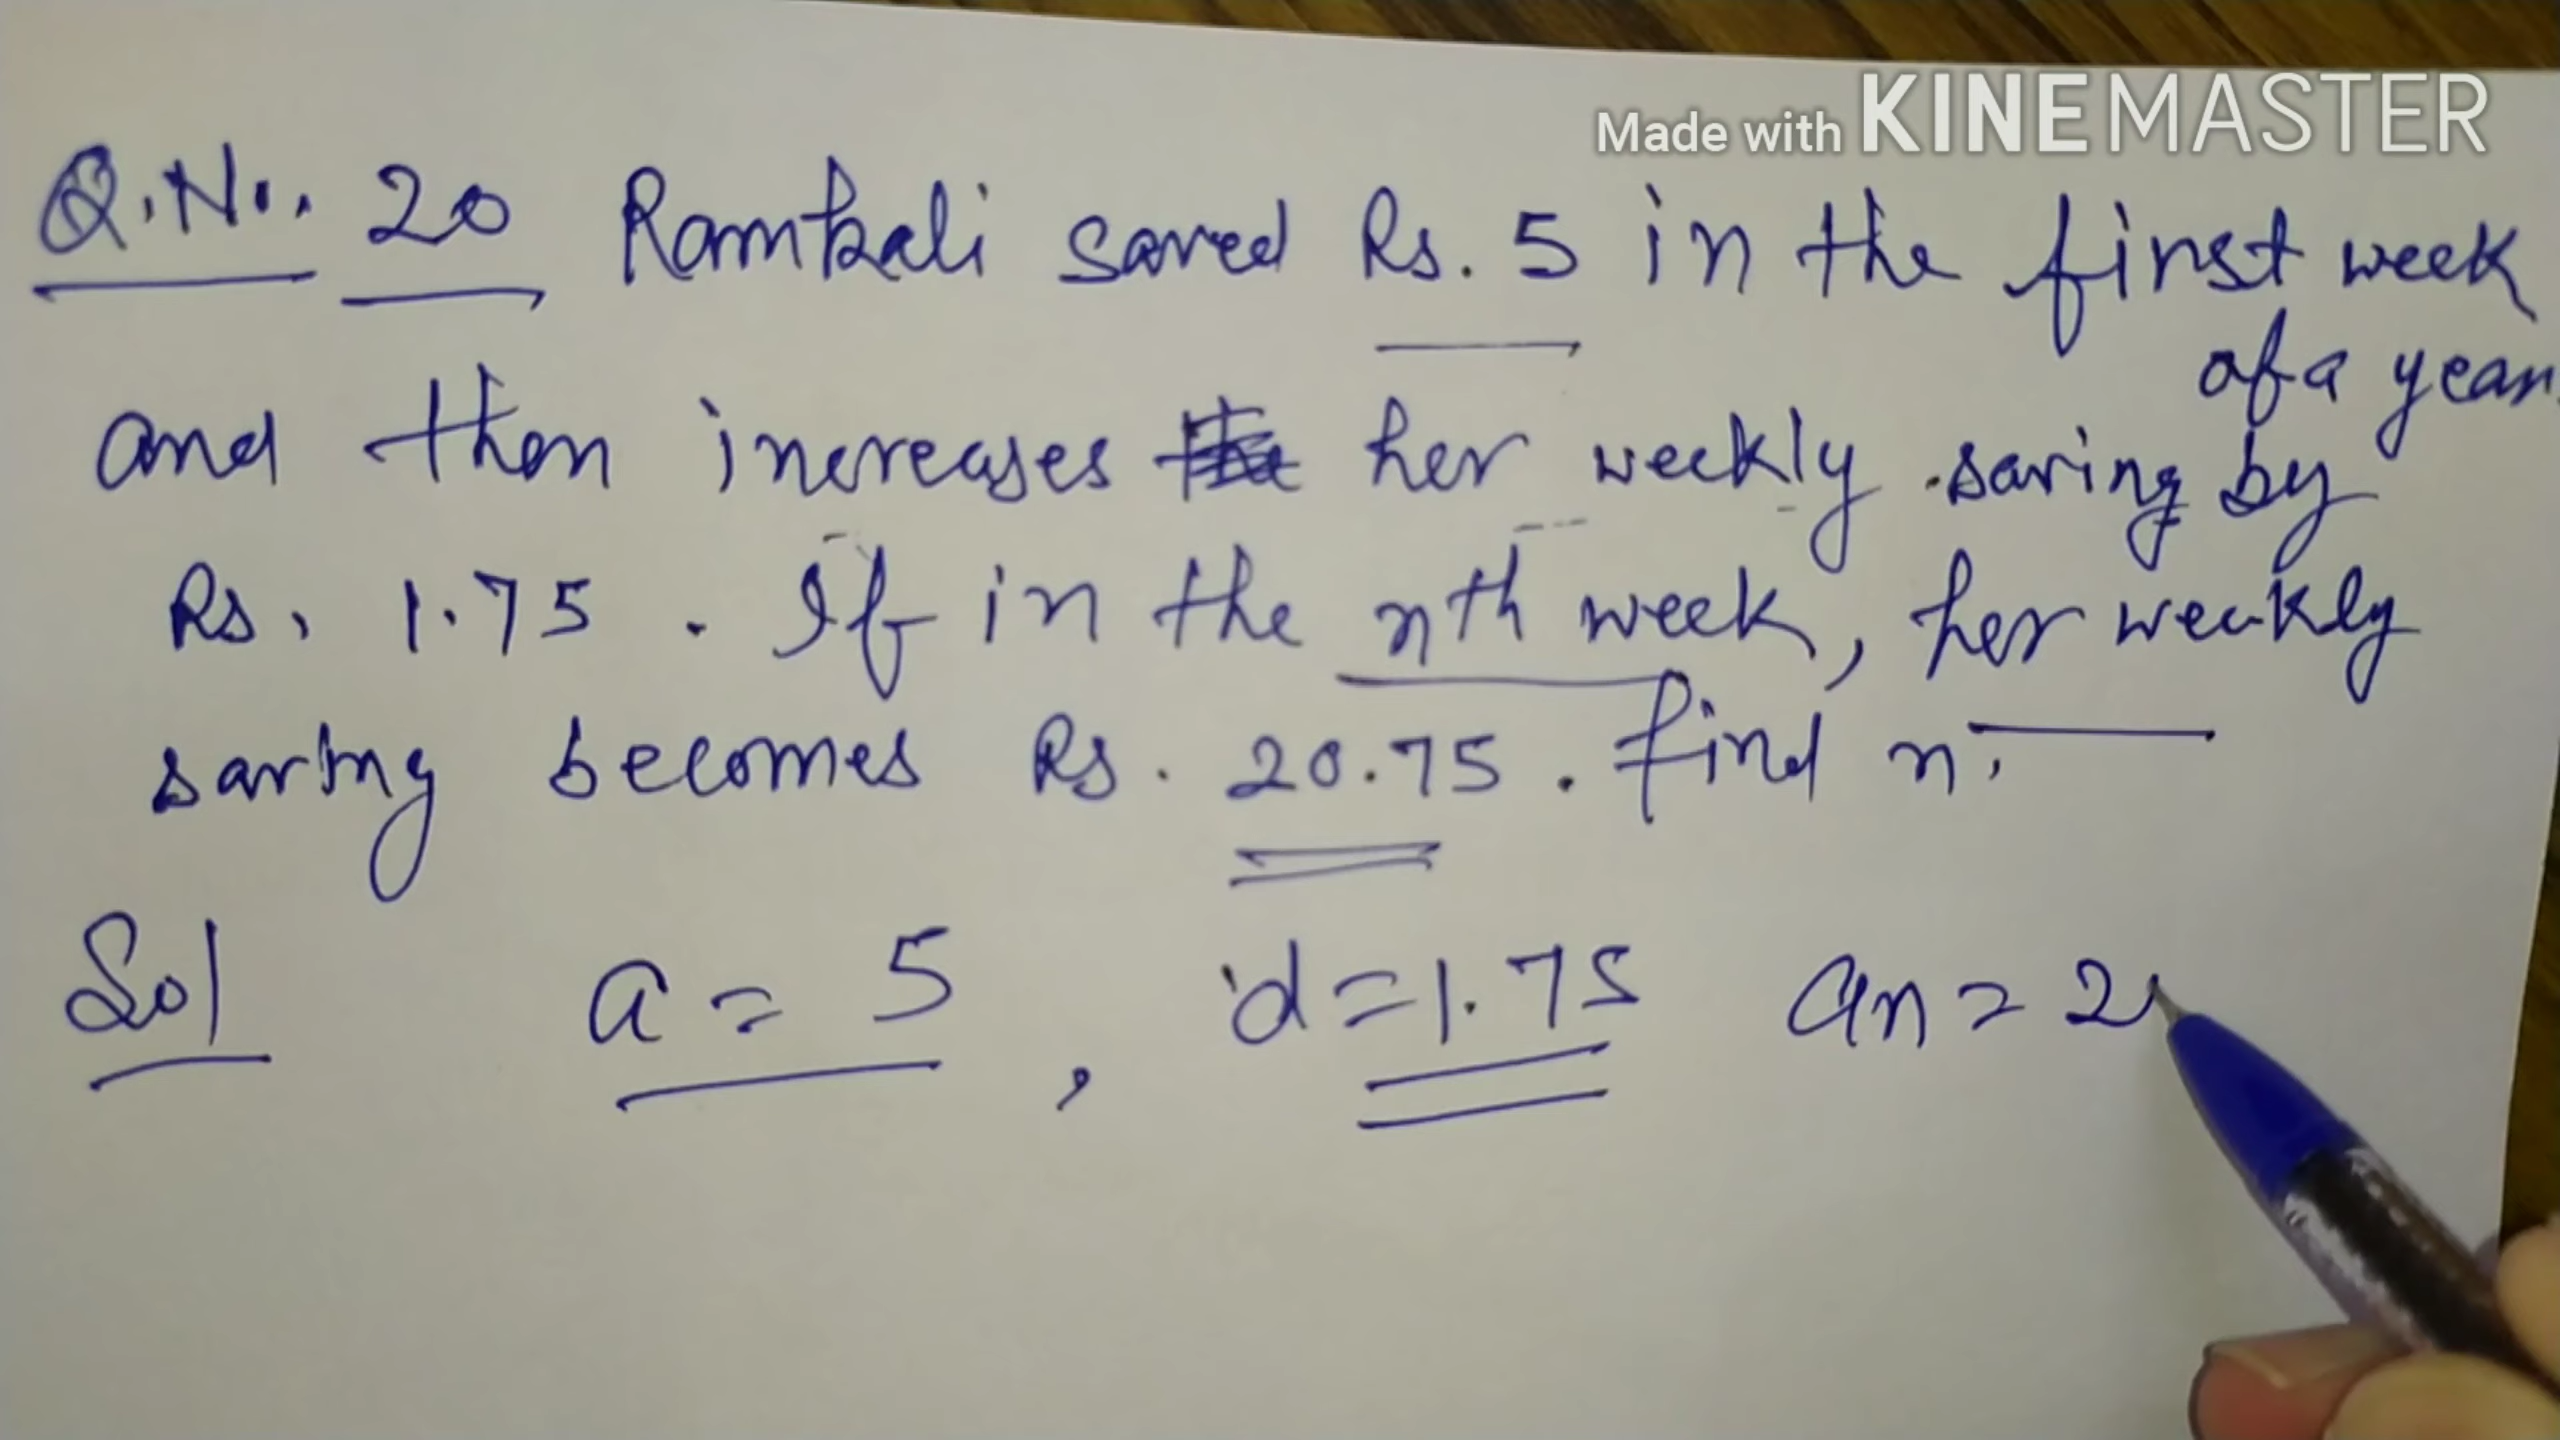 Made with KINEMASTER
Q.No. 20 Ramkali saved Rs. 5 in the first week
of a year
and then increases her weekly saving by
Rs. 1.75. If in the nth week, her weekly
saving becomes Rs. 20.75. find n.
Sol a = 5, d = 1.75 an = 2